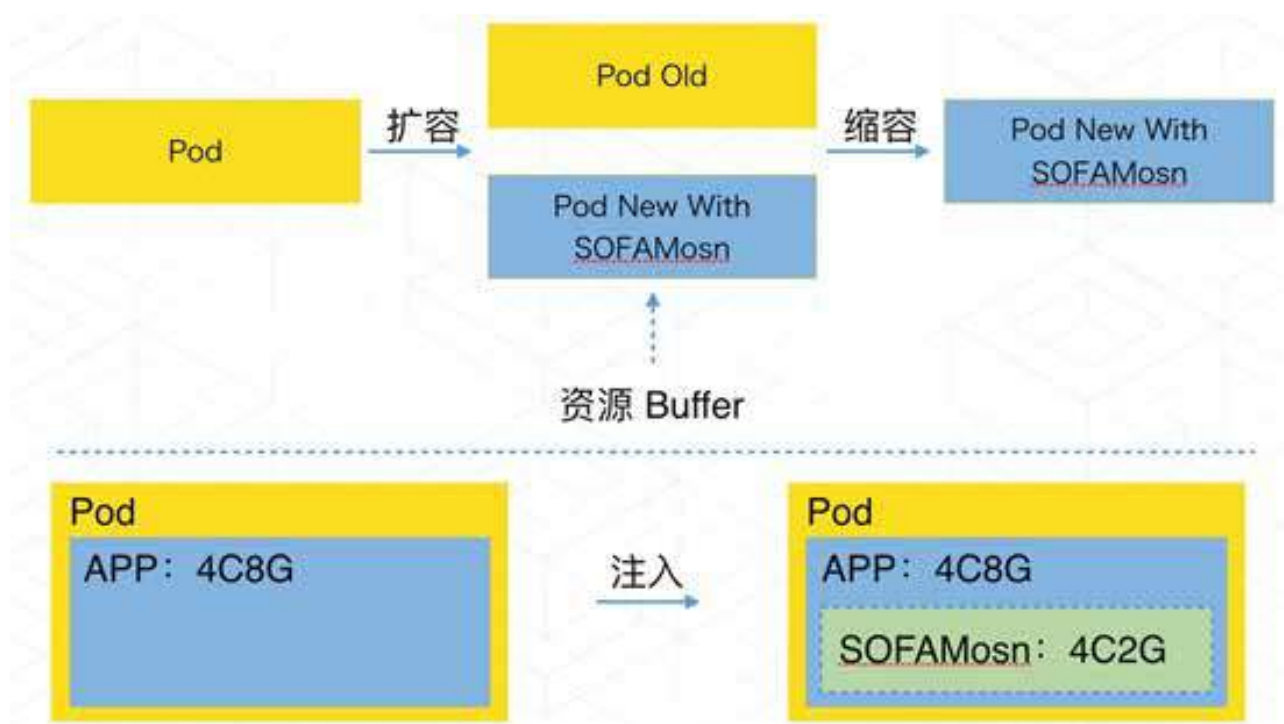 Pod
扩容
Pod Old
Pod New With
SOFAMosn
缩容
Pod New With
SOFAMosn
资源 Buffer
Pod
APP：4C8G
注入
Pod
APP：4C8G
SOFAMosn：4C2G